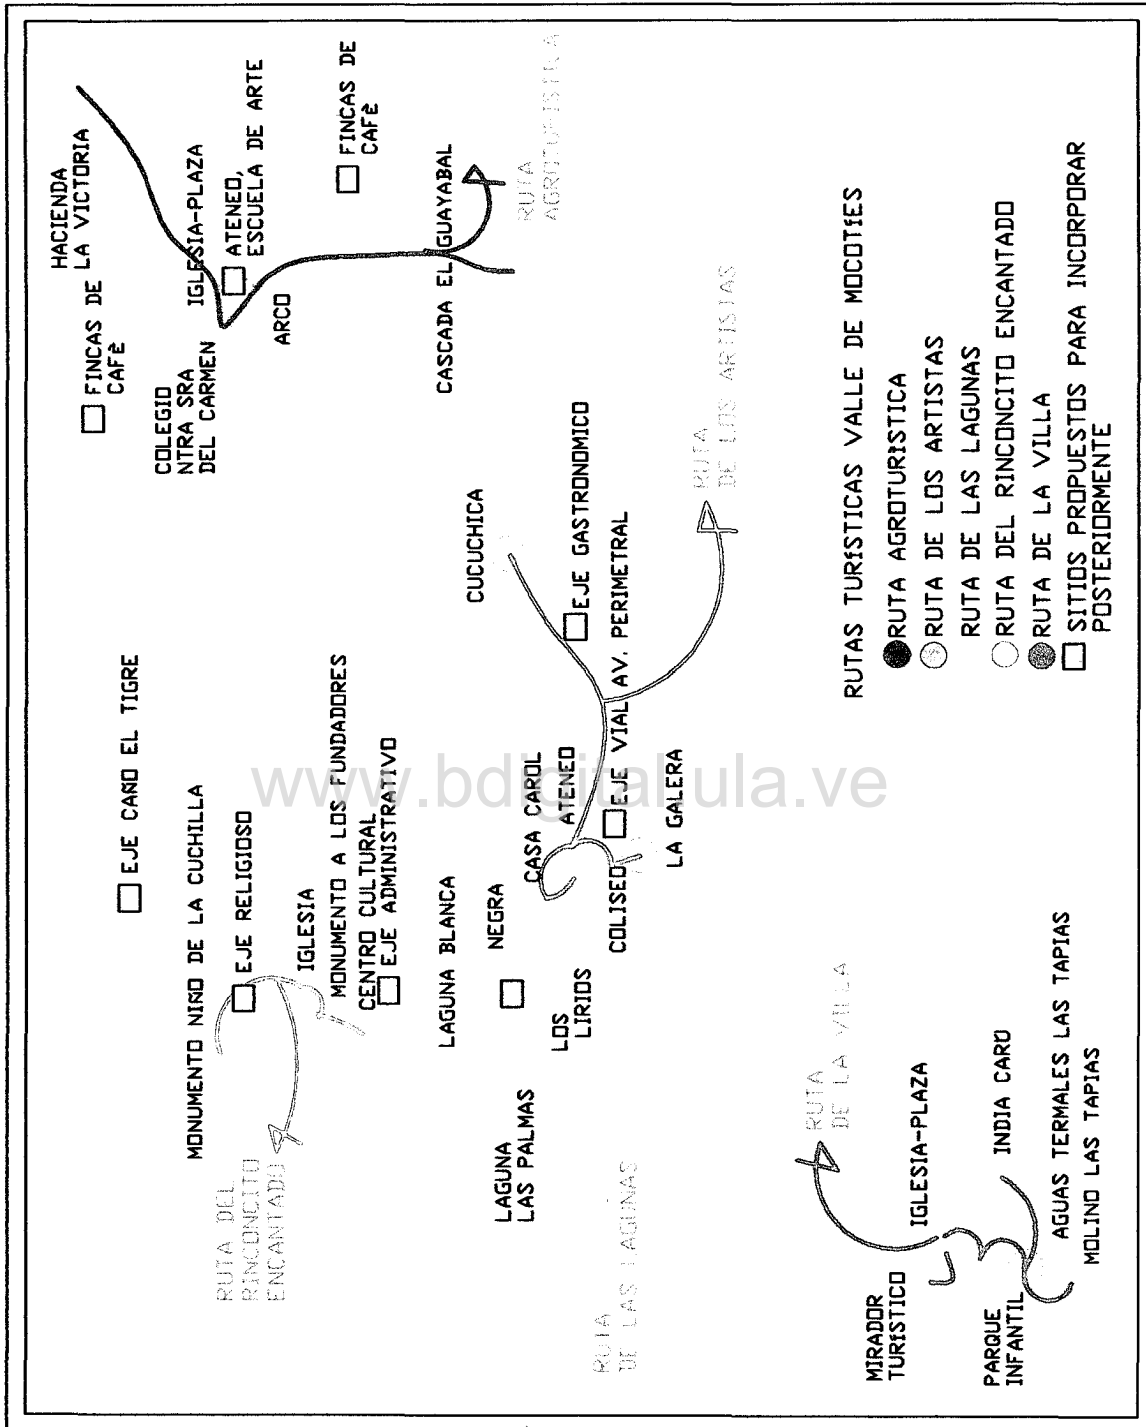 HACIENDA
LA VICTORIA
FINCAS DE
CAFÈ
COLEGIO
NTRA SRA
DEL CARMEN
IGLESIA-PLAZA
ATENEO,
ESCUELA DE ARTE
ARCO
FINCAS DE
CAFÈ
CASCADA EL GUAYABAL
RUTA
AGROTURISTICA
EJE CAÑO EL TIGRE
MONUMENTO NIÑO DE LA CUCHILLA
EJE RELIGIOSO
IGLESIA
MONUMENTO A LOS FUNDADORES
CENTRO CULTURAL
EJE ADMINISTRATIVO
RUTA DEL
RINCONCITO
ENCANTADO
LAGUNA BLANCA
NEGRA
LOS
LIRIOS
LAGUNA
LAS PALMAS
RUTA
DE LAS LAGUNAS
CUCUCHICA
EJE GASTRONOMICO
CASA CAROL
ATENEO
EJE VIAL AV. PERIMETRAL
COLISEO
LA GALERA
RUTA
DE LOS ARTISTAS
RUTA
DE LA VILLA
MIRADOR
TURíSTICO
IGLESIA-PLAZA
PARQUE
INFANTIL
INDIA CARÚ
AGUAS TERMALES LAS TAPIAS
MOLINO LAS TAPIAS
RUTAS TURíSTICAS VALLE DE MOCOTíES
RUTA AGROTURíSTICA
RUTA DE LOS ARTISTAS
RUTA DE LAS LAGUNAS
RUTA DEL RINCONCITO ENCANTADO
RUTA DE LA VILLA
SITIOS PROPUESTOS PARA INCORPORAR
POSTERIORMENTE
www.bdigital.ula.ve